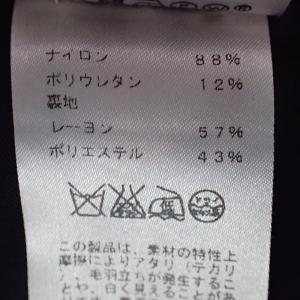 ナイロン 88%
ポリウレタン 12%
裏地
レーヨン 57%
ポリエステル 43%
低
この製品は、素材の特性上
摩擦によりアタリ(テカリ
)、毛羽立ちが発生するこ
とや、白く見えることが